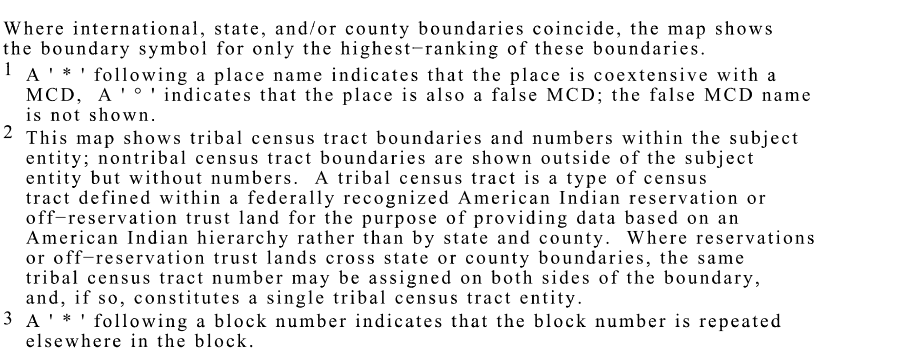 Where international, state, and/or county boundaries coincide, the map shows
the boundary symbol for only the highest−ranking of these boundaries.
1 A ' * ' following a place name indicates that the place is coextensive with a
MCD, A ' ° ' indicates that the place is also a false MCD; the false MCD name
is not shown.
2 This map shows tribal census tract boundaries and numbers within the subject
entity; nontribal census tract boundaries are shown outside of the subject
entity but without numbers. A tribal census tract is a type of census
tract defined within a federally recognized American Indian reservation or
off−reservation trust land for the purpose of providing data based on an
American Indian hierarchy rather than by state and county. Where reservations
or off−reservation trust lands cross state or county boundaries, the same
tribal census tract number may be assigned on both sides of the boundary,
and, if so, constitutes a single tribal census tract entity.
3 A ' * ' following a block number indicates that the block number is repeated
elsewhere in the block.